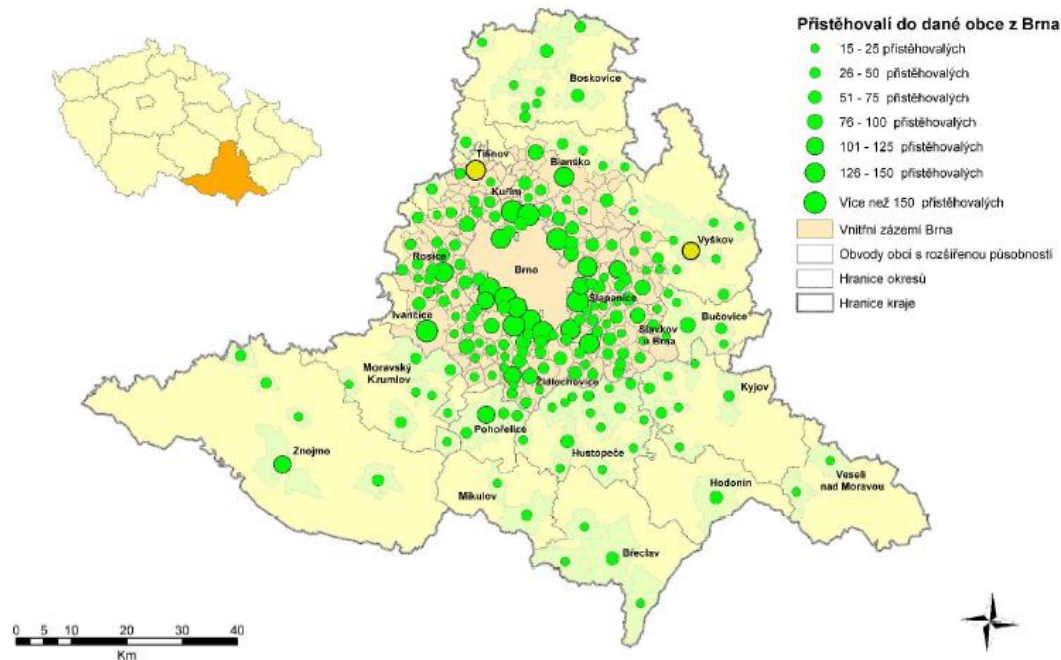 Přistěhovalí do dané obce z Brna
15 - 25 přistěhovalých
26 - 50 přistěhovalých
51 - 75 přistěhovalých
76 - 100 přistěhovalých
101 - 125 přistěhovalých
126 - 150 přistěhovalých
Více než 150 přistěhovalých
Vnitřní zázemí Brna
Obvody obcí s rozšířenou působností
Hranice okresů
Hranice kraje
Boskovice
Tišnov
Blansko
Kuřim
Vyškov
Rosice
Brno
Šlapanice
Ivančice
Bučovice
Slavkov
u Brna
Moravský
Krumlov
Židlochovice
Kyjov
Pohořelice
Znojmo
Hustopeče
Veselí
nad Moravou
Hodonín
Mikulov
Břeclav
0 5 10 20 30 40
Km